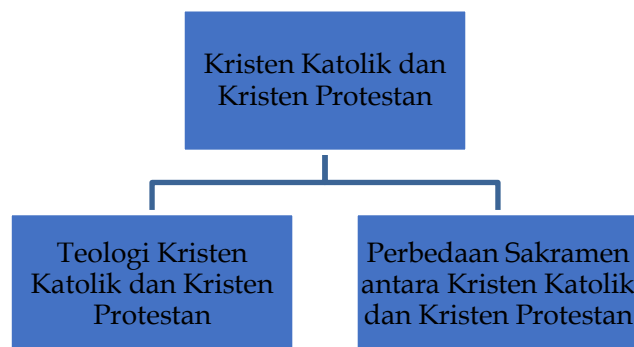 Kristen Katolik dan
Kristen Protestan
Teologi Kristen
Katolik dan Kristen
Protestan
Perbedaan Sakramen
antara Kristen Katolik
dan Kristen Protestan